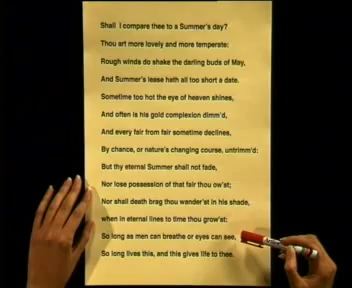 Shall I compare thee to a Summer's day?
Thou art more lovely and more temperate:
Rough winds do shake the darling buds of May,
And Summer's lease hath all too short a date.
Sometime too hot the eye of heaven shines,
And often is his gold complexion dimm'd,
And every fair from fair sometime declines,
By chance, or nature's changing course, untrimm'd:
But thy eternal Summer shall not fade,
Nor lose possession of that fair thou ow'st;
Nor shall death brag thou wander'st in his shade,
when in eternal lines to time thou grow'st:
So long as men can breathe or eyes can see,
So long lives this, and this gives life to thee.